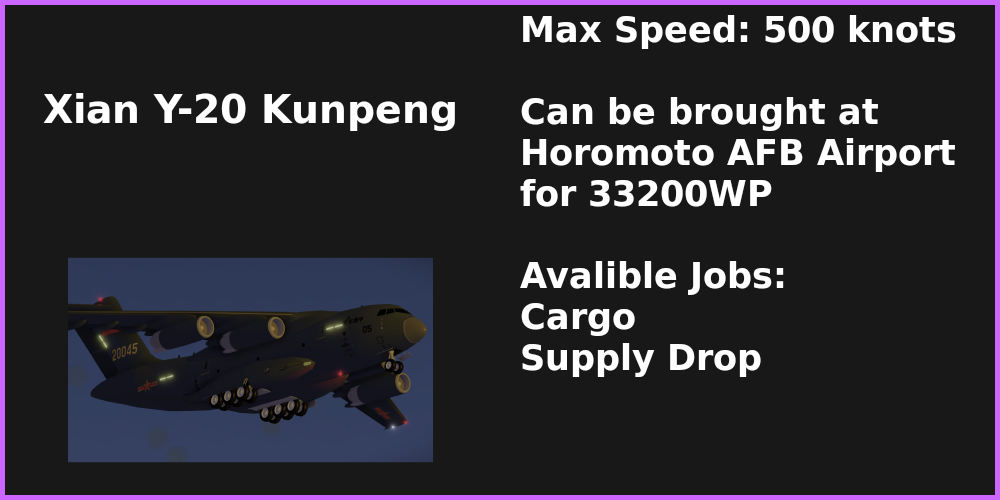 Xian Y-20 Kunpeng
Max Speed: 500 knots
Can be brought at
Horomoto AFB Airport
for 33200WP
Avalible Jobs:
Cargo
Supply Drop
20045
05